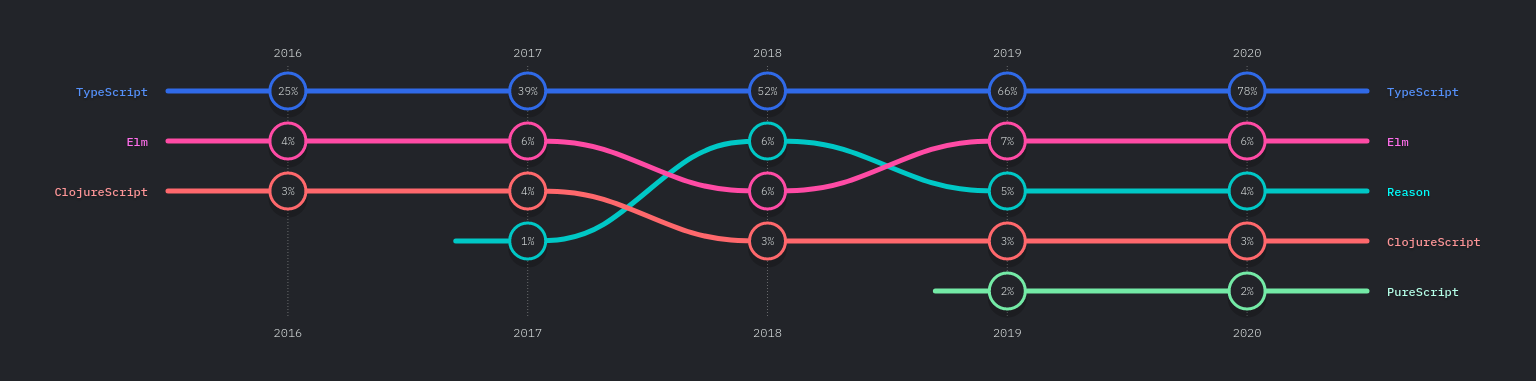 2016 2017 2018 2019 2020
TypeScript 25% 39% 52% 66% 78% TypeScript
Elm 4% 6% 6% 7% 6% Elm
ClojureScript 3% 4% 6% 5% 4% Reason
1% 3% 3% 3% ClojureScript
2% 2% PureScript
2016 2017 2018 2019 2020